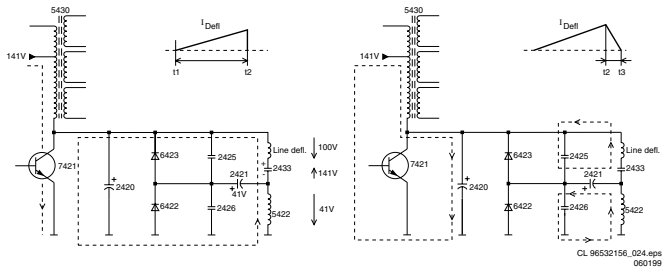 5430
I Defl
141V
t1
t2
7421
2420
6423
6422
2425
2426
2421
41V
Line defl.
2433
5422
100V
141V
41V
5430
I Defl
141V
t2
t3
7421
2420
6423
6422
2425
2426
2421
Line defl.
2433
5422
CL 96532156_024.eps
060199